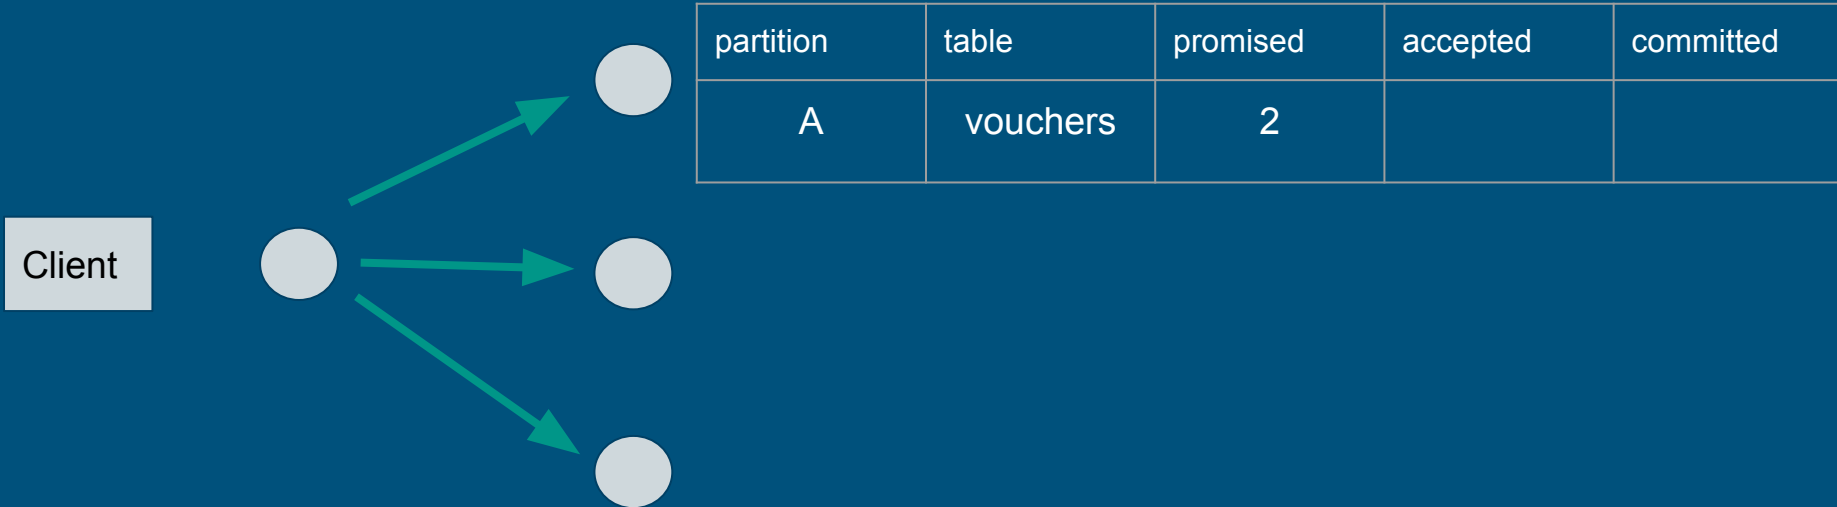 partition table promised accepted committed
A vouchers 2
Client